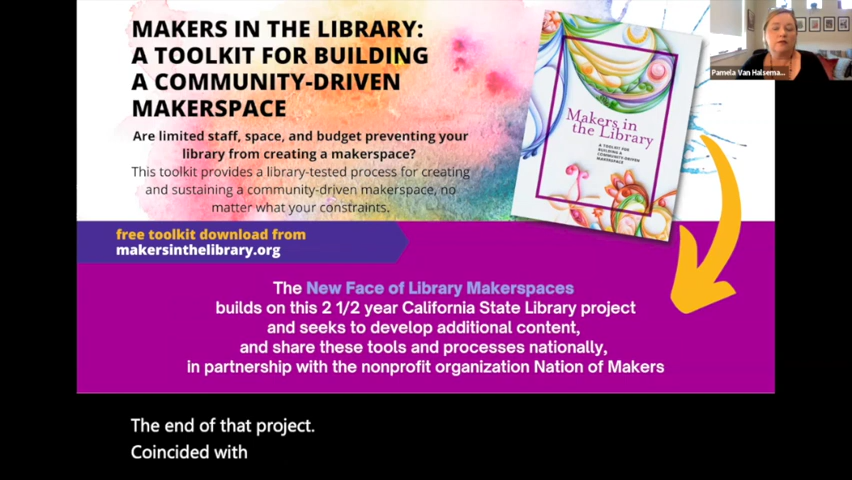 MAKERS IN THE LIBRARY:
A TOOLKIT FOR BUILDING
A COMMUNITY-DRIVEN
MAKERSPACE
Are limited staff, space, and budget preventing your
library from creating a makerspace?
This toolkit provides a library-tested process for creating
and sustaining a community-driven makerspace, no
matter what your constraints.
Makers in
the Library
A TOOLKIT FOR
BUILDING A
COMMUNITY-DRIVEN
MAKERSPACE
Pamela Van Halsema...
free toolkit download from
makersinthelibrary.org
The New Face of Library Makerspaces
builds on this 2 1/2 year California State Library project
and seeks to develop additional content,
and share these tools and processes nationally,
in partnership with the nonprofit organization Nation of Makers
The end of that project.
Coincided with